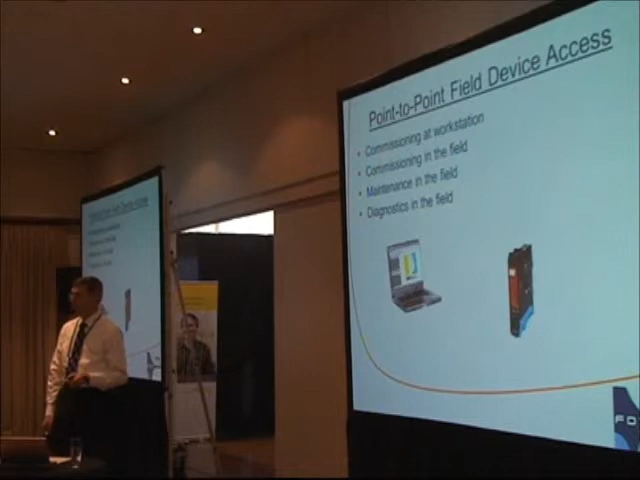 Point-to-Point Field Device Access
• Commissioning at workstation
• Commissioning in the field
• Maintenance in the field
• Diagnostics in the field